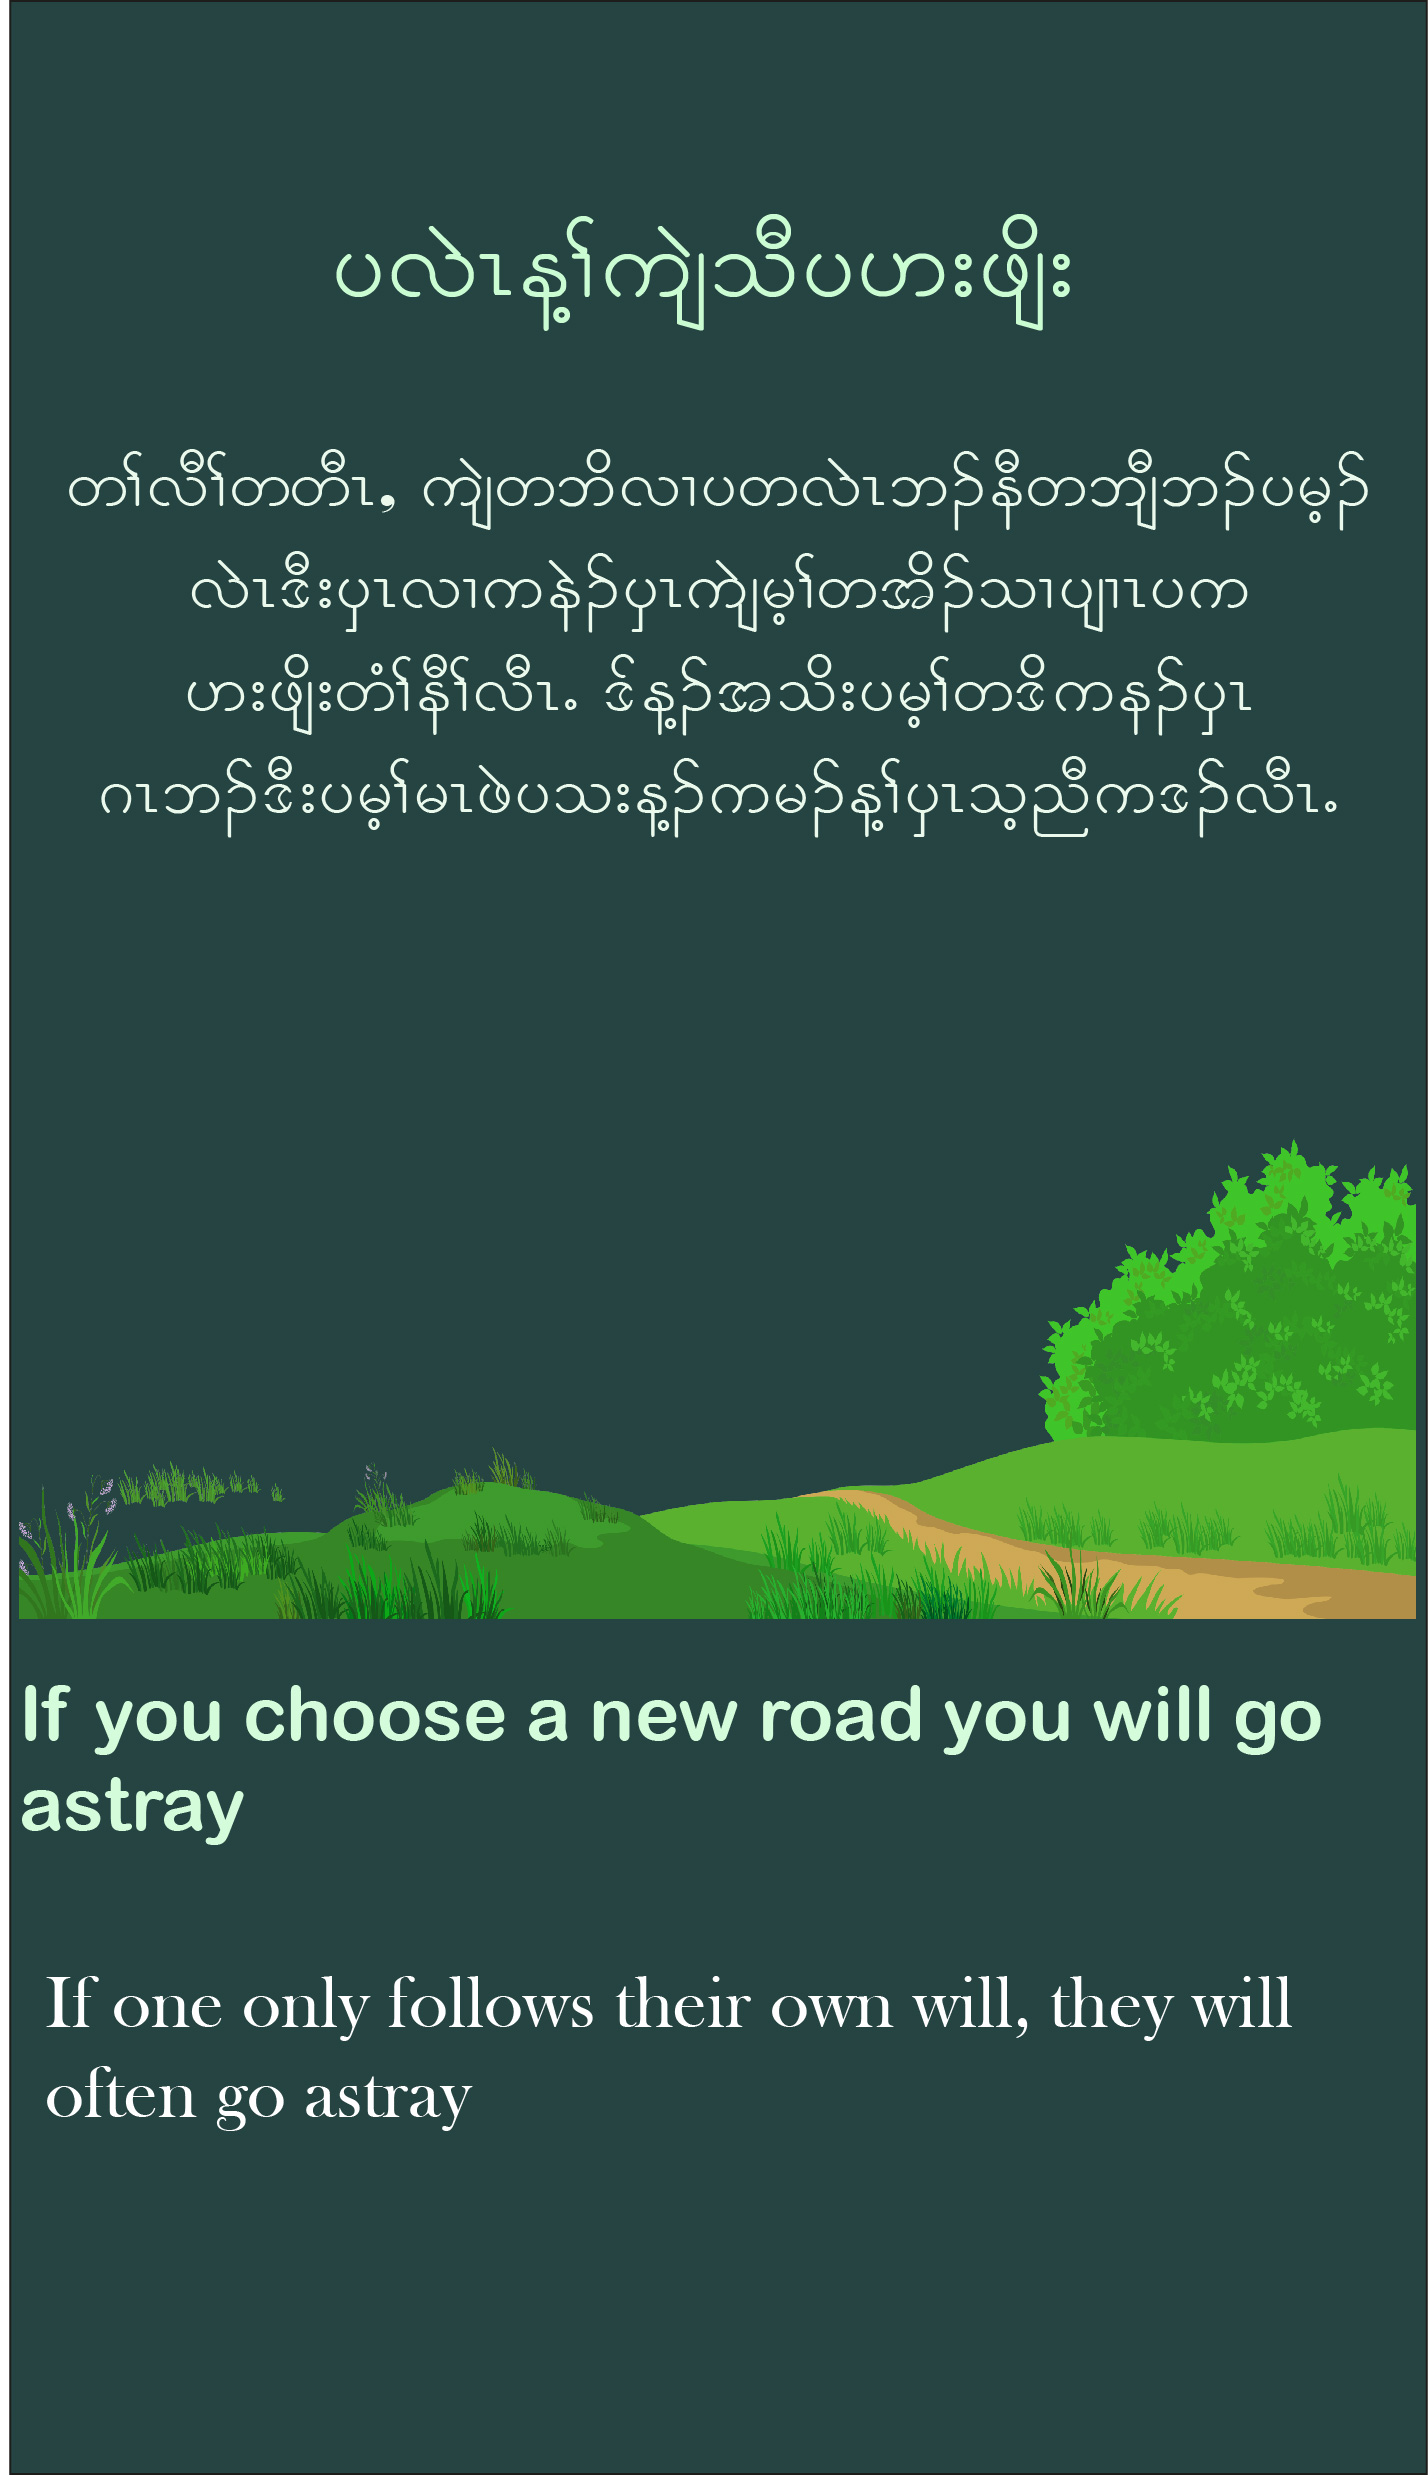 ပလဲၤန့ၢ်ကျဲသီပဟးဖျိး
တၢ်လီၢ်တတီၤ, ကျဲတဘိလၢပတလဲၤဘၣ်နီတဘျီဘၣ်ပမ့ၣ်
လဲၤဒီးပှၤလၢကနဲၣ်ပှၤကျဲမ့ၢ်တအိၣ်သၢပျၢၤပက
ဟးဖျိးတံၢ်နီၢ်လီၤ. ဒ်န့ၣ်အသိးပမ့ၢ်တဒိကနၣ်ပှၤ
ဂၤဘၣ်ဒီးပမ့ၢ်မၤဖဲပသးန့ၣ်ကမၣ်န့ၢ်ပှၤသ့ညီကဒၣ်လီၤ.
If you choose a new road you will go
astray
If one only follows their own will, they will
often go astray